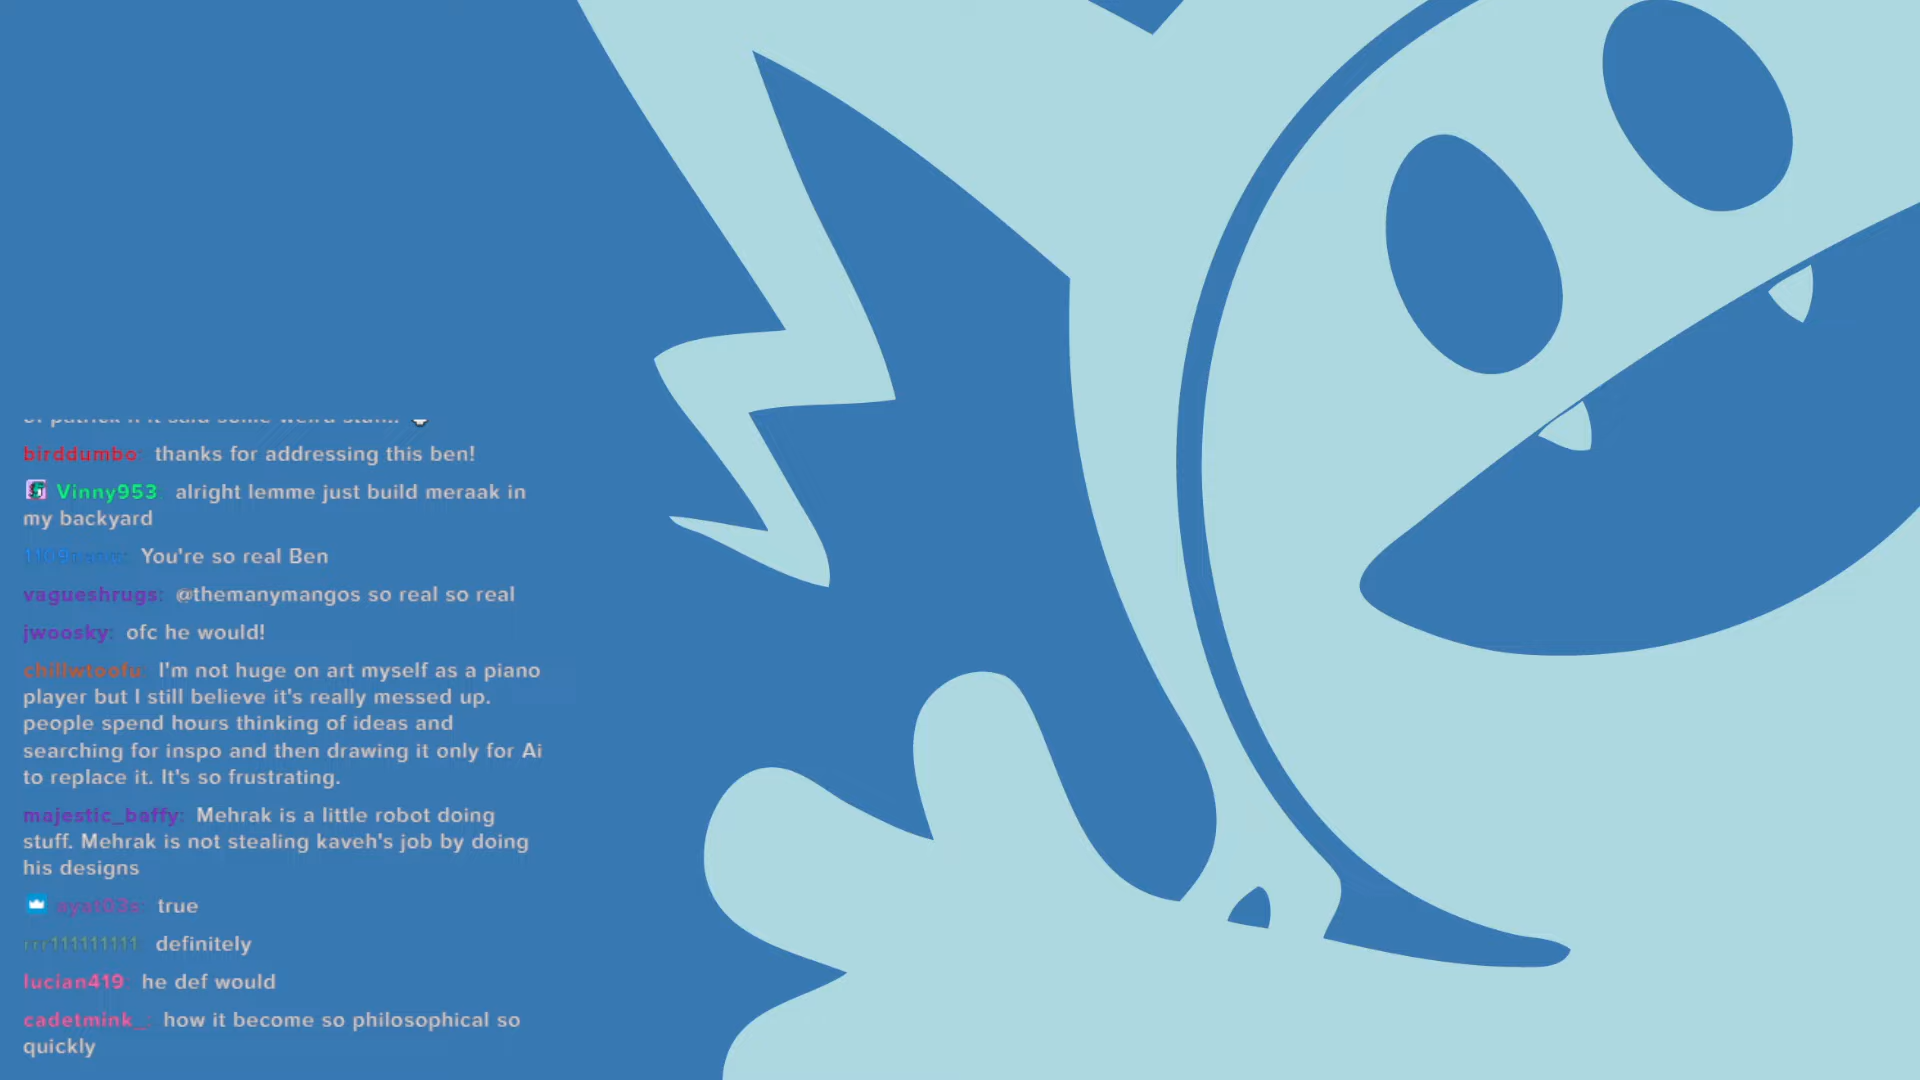 birddumbo: thanks for addressing this ben!
Vinny953: alright lemme just build meraak in
my backyard
You're so real Ben
vagueshrugs: @themanymangos so real so real
jwoosky: ofc he would!
chillwtoofu: I'm not huge on art myself as a piano
player but I still believe it's really messed up.
people spend hours thinking of ideas and
searching for inspo and then drawing it only for Ai
to replace it. It's so frustrating.
majestic_baffy: Mehrak is a little robot doing
stuff. Mehrak is not stealing kaveh's job by doing
his designs
true
rrr111111111: definitely
lucian419: he def would
cadetmink_: how it become so philosophical so
quickly